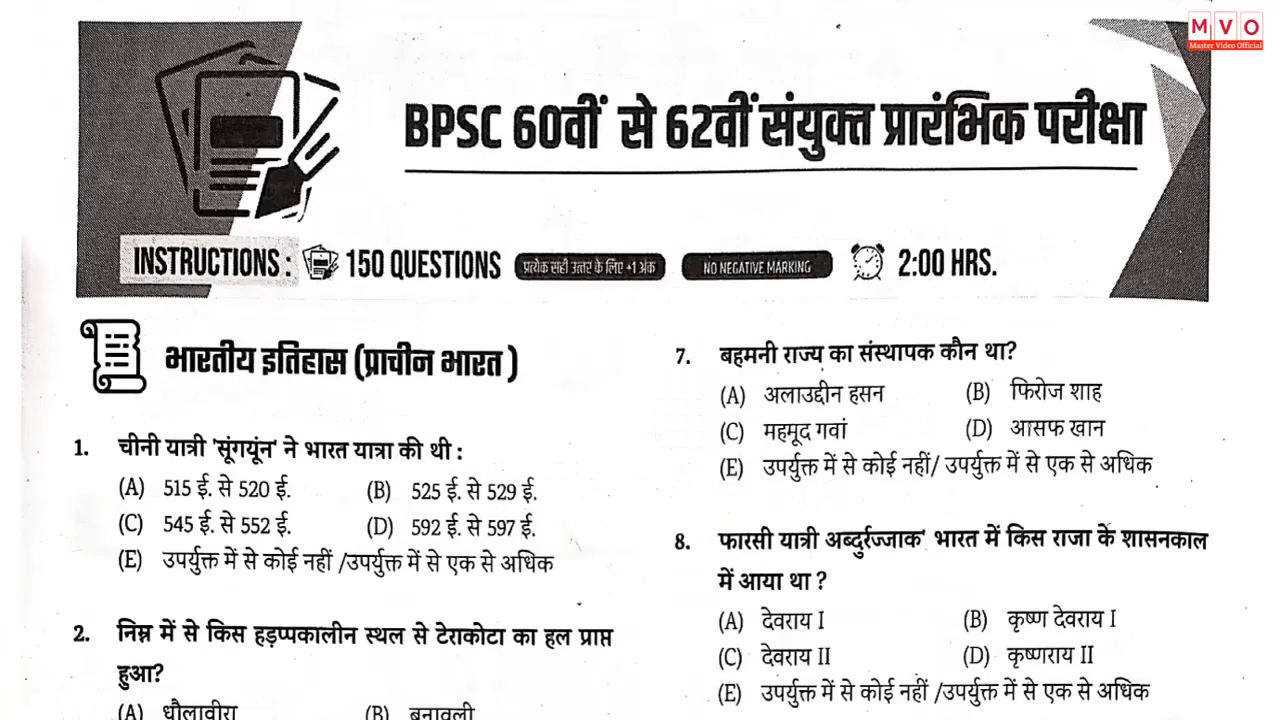 M V O
Master Video Official
BPSC 60वीं से 62वीं संयुक्त प्रारंभिक परीक्षा
INSTRUCTIONS : 150 QUESTIONS प्रत्येक सही उत्तर के लिए +1 अंक NO NEGATIVE MARKING 2:00 HRS.
भारतीय इतिहास (प्राचीन भारत )
1. चीनी यात्री 'सूंगयूंन' ने भारत यात्रा की थी :
(A) 515 ई. से 520 ई. (B) 525 ई. से 529 ई.
(C) 545 ई. से 552 ई. (D) 592 ई. से 597 ई.
(E) उपर्युक्त में से कोई नहीं /उपर्युक्त में से एक से अधिक
2. निम्न में से किस हड़प्पकालीन स्थल से टेराकोटा का हल प्राप्त
हुआ?
(A) धौलावीरा (B) बनावली
7. बहमनी राज्य का संस्थापक कौन था?
(A) अलाउद्दीन हसन (B) फिरोज शाह
(C) महमूद गवां (D) आसफ खान
(E) उपर्युक्त में से कोई नहीं/ उपर्युक्त में से एक से अधिक
8. फारसी यात्री अब्दुर्रज्जाक' भारत में किस राजा के शासनकाल
में आया था ?
(A) देवराय I (B) कृष्ण देवराय I
(C) देवराय II (D) कृष्णराय II
(E) उपर्युक्त में से कोई नहीं /उपर्युक्त में से एक से अधिक